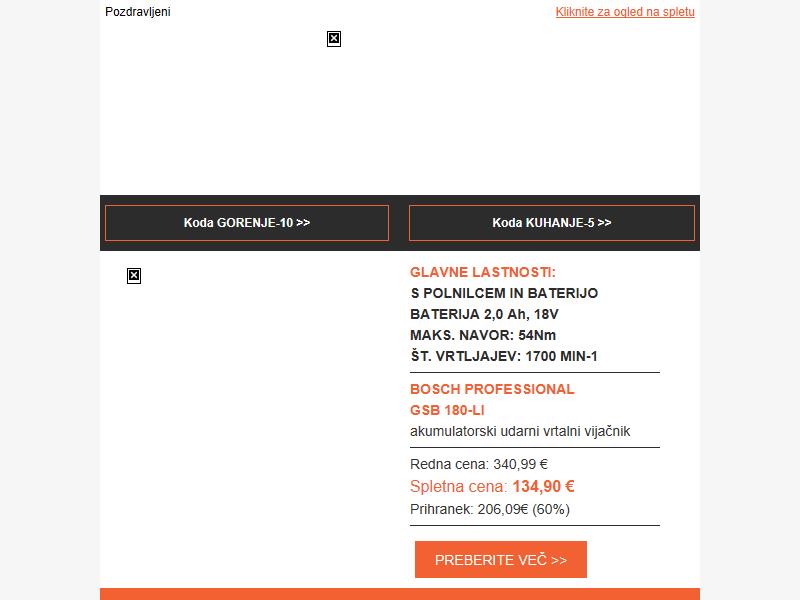 Pozdravljeni
Kliknite za ogled na spletu
Koda GORENJE-10 >>
Koda KUHANJE-5 >>
GLAVNE LASTNOSTI:
S POLNILCEM IN BATERIJO
BATERIJA 2,0 Ah, 18V
MAKS. NAVOR: 54Nm
ŠT. VRTLJAJEV: 1700 MIN-1
BOSCH PROFESSIONAL
GSB 180-LI
akumulatorski udarni vrtalni vijačnik
Redna cena: 340,99 €
Spletna cena: 134,90 €
Prihranek: 206,09€ (60%)
PREBERITE VEČ >>